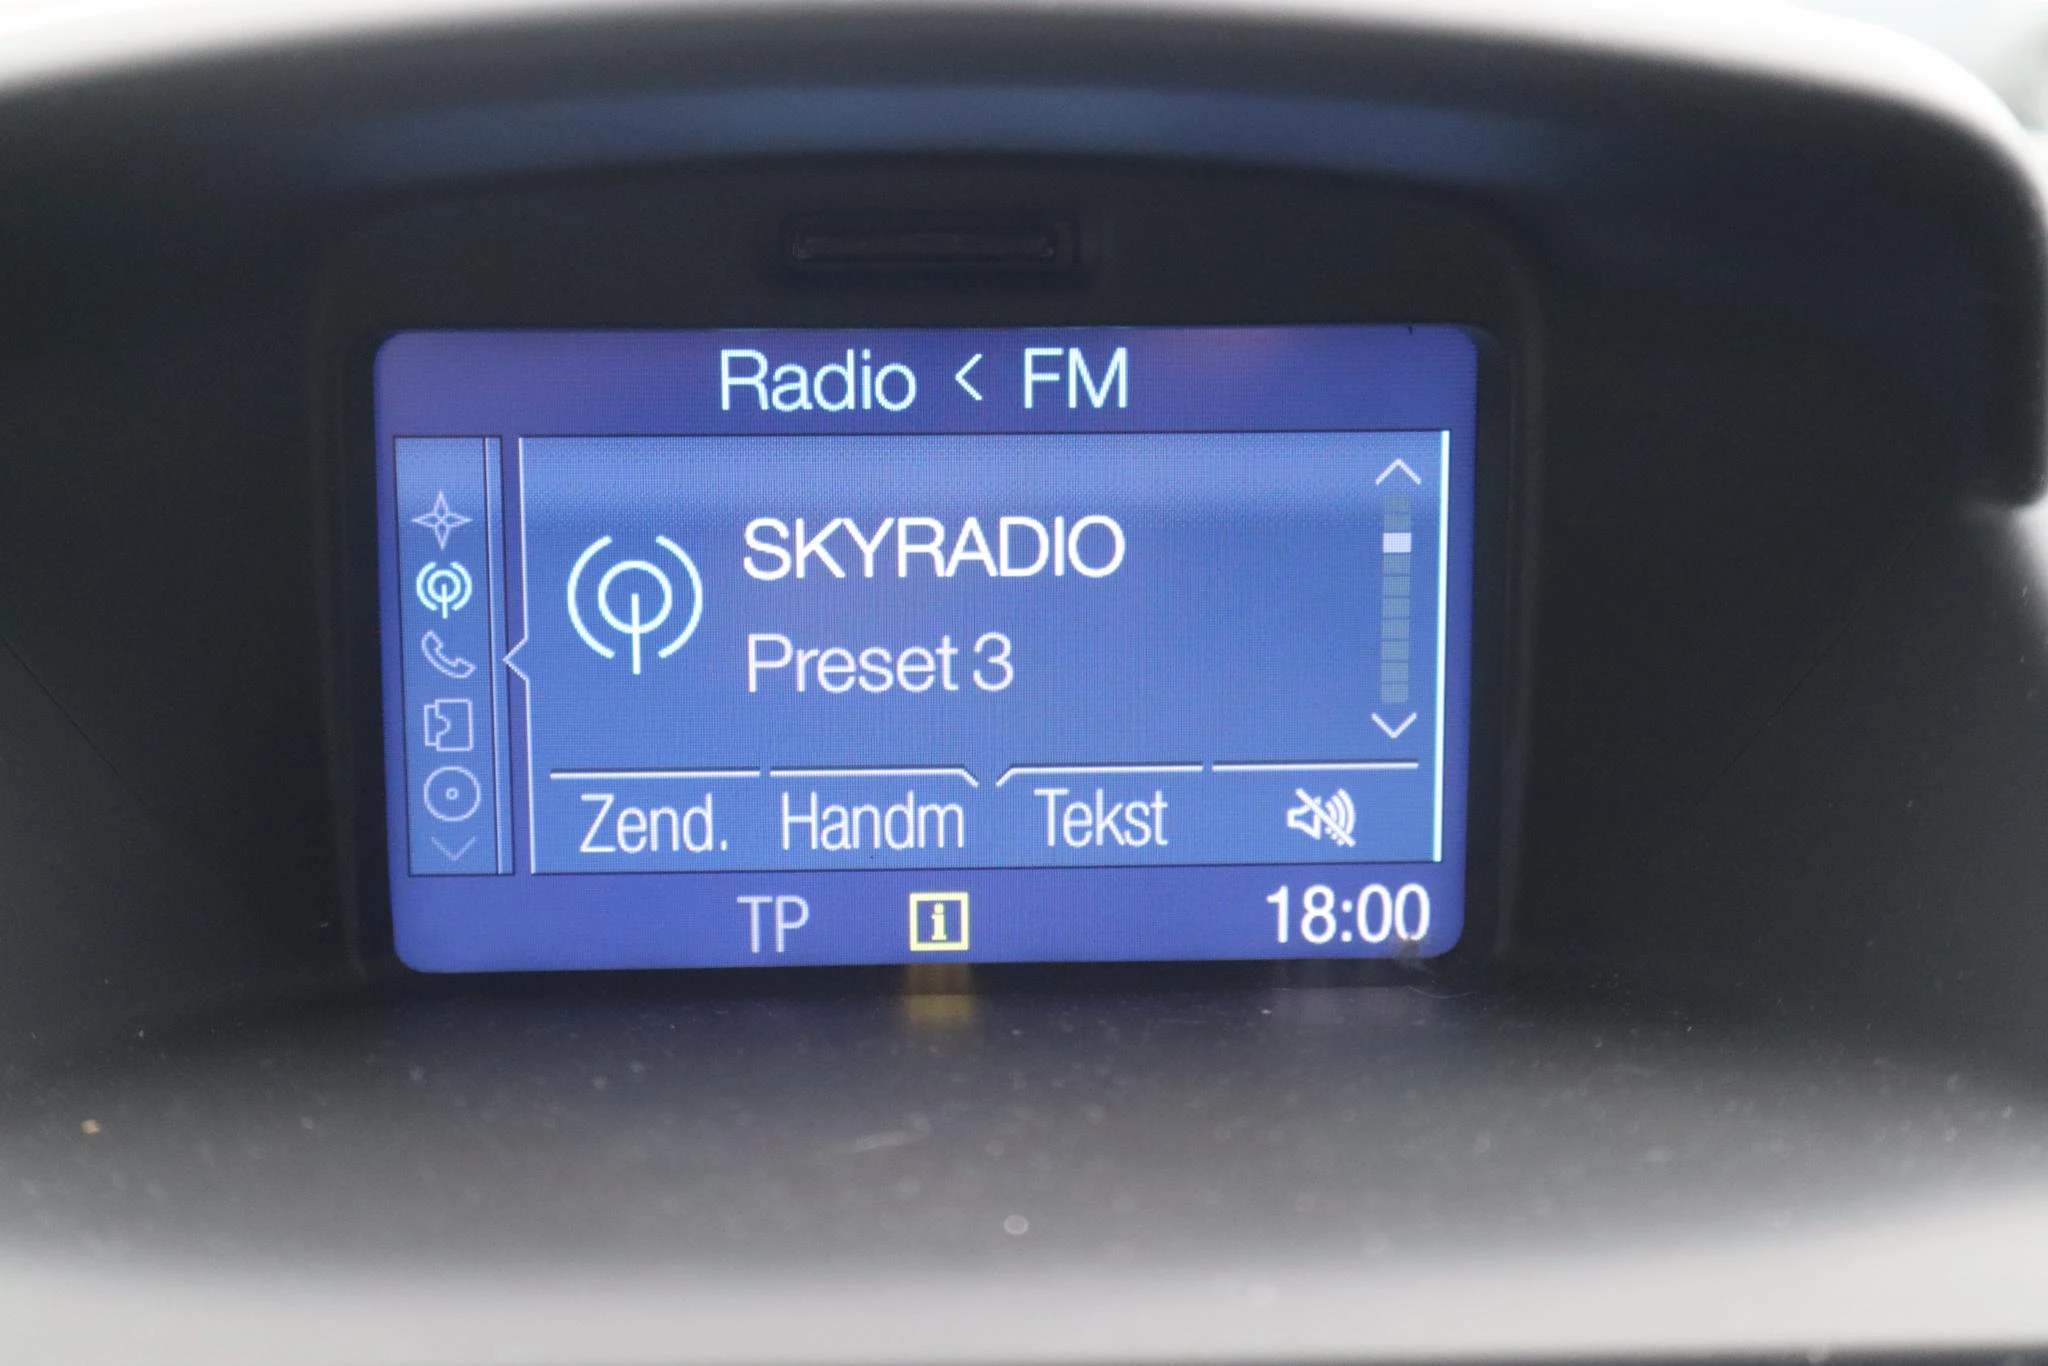 Radio < FM
SKYRADIO
Preset 3
Zend. Handm Tekst
TP i 18:00